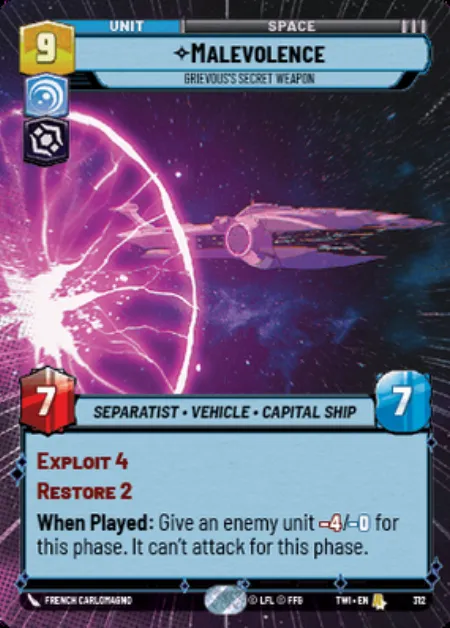 UNIT SPACE
9
MALEVOLENCE
GRIEVOUS'S SECRET WEAPON
7 7
SEPARATIST • VEHICLE • CAPITAL SHIP
EXPLOIT 4
RESTORE 2
When Played: Give an enemy unit -4/-0 for
this phase. It can't attack for this phase.
FRENCH CARLOMAGNO © LFL © FFG TWI • EN 312